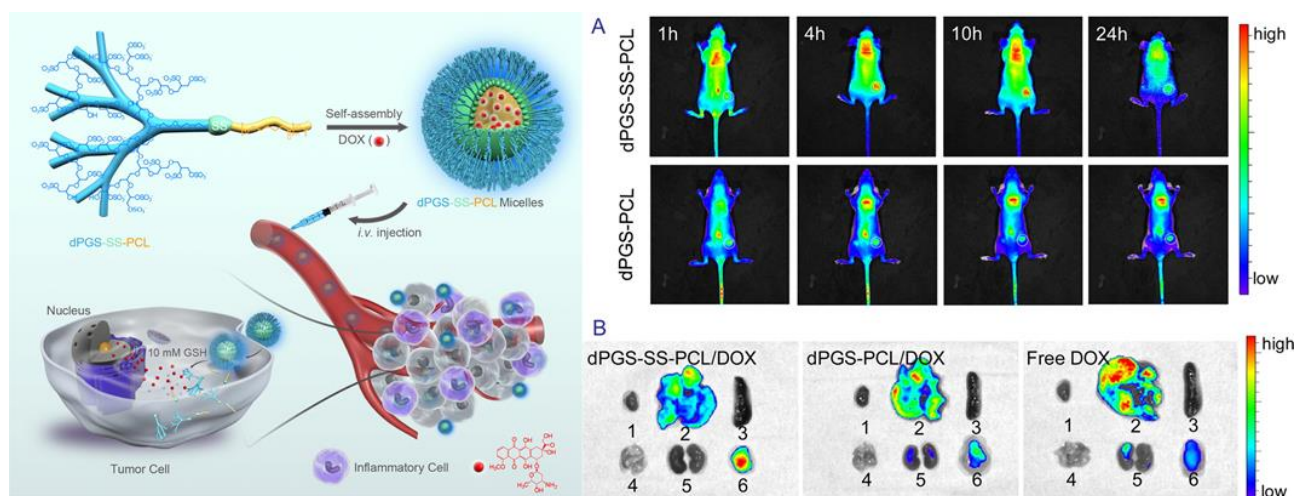 dPGS-SS-PCL
SS
Self-assembly
DOX ( )
dPGS-SS-PCL Micelles
i.v. injection
Nucleus
10 mM GSH
Tumor Cell
Inflammatory Cell
A
1h
4h
10h
24h
dPGS-SS-PCL
dPGS-PCL
high
low
B
dPGS-SS-PCL/DOX
1
2
3
4
5
6
dPGS-PCL/DOX
1
2
3
4
5
6
Free DOX
1
2
3
4
5
6
high
low